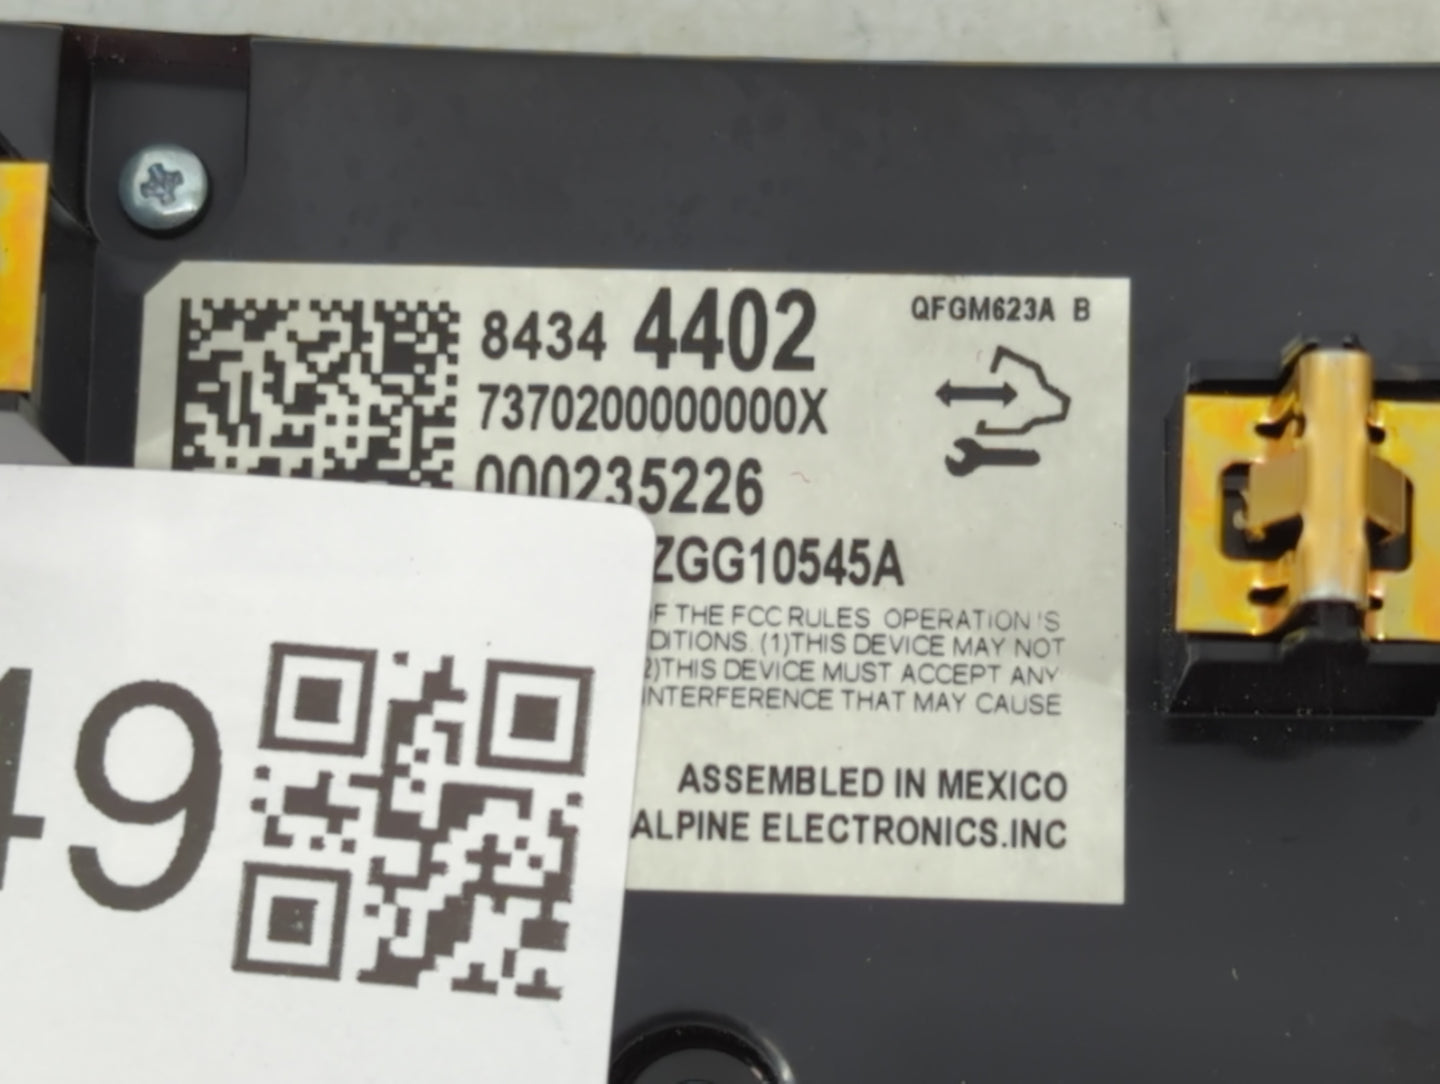 8434 4402
QFGM623A B
7370200000000X
000235226
ZGG10545A
OF THE FCC RULES OPERATION IS
DITIONS. (1)THIS DEVICE MAY NOT
2)THIS DEVICE MUST ACCEPT ANY
INTERFERENCE THAT MAY CAUSE
ASSEMBLED IN MEXICO
ALPINE ELECTRONICS.INC
49